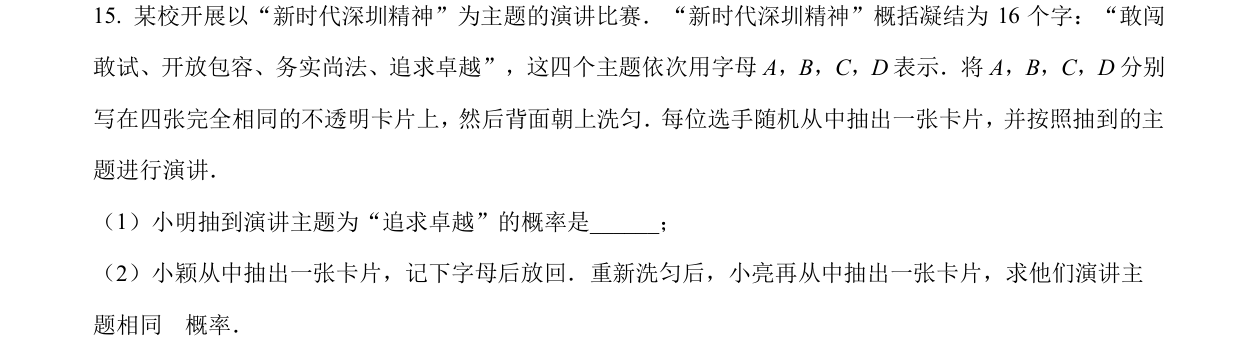 15. 某校开展以“新时代深圳精神”为主题的演讲比赛．“新时代深圳精神”概括凝结为 16 个字：“敢闯
敢试、开放包容、务实尚法、追求卓越”，这四个主题依次用字母 A，B，C，D 表示．将 A，B，C，D 分别
写在四张完全相同的不透明卡片上，然后背面朝上洗匀．每位选手随机从中抽出一张卡片，并按照抽到的主
题进行演讲．
（1）小明抽到演讲主题为“追求卓越”的概率是______；
（2）小颖从中抽出一张卡片，记下字母后放回．重新洗匀后，小亮再从中抽出一张卡片，求他们演讲主
题相同　概率．